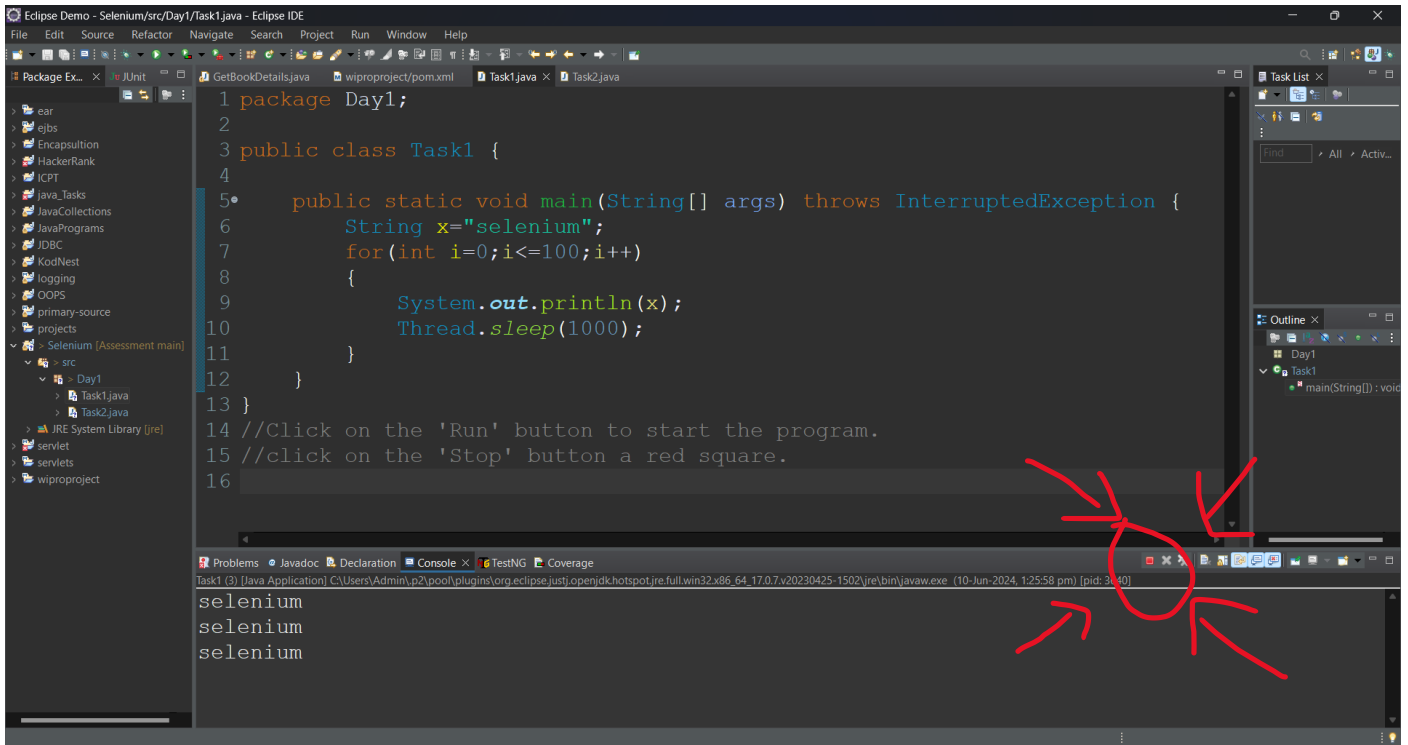 Eclipse Demo - Selenium/src/Day1/Task1.java - Eclipse IDE
File Edit Source Refactor Navigate Search Project Run Window Help
Package Ex... JUnit
ear
ejbs
Encapsultion
HackerRank
ICPT
java_Tasks
JavaCollections
JavaPrograms
JDBC
KodNest
logging
OOPS
primary-source
projects
> Selenium [Assessment main]
> src
> Day1
Task1.java
Task2.java
JRE System Library [jre]
servlet
servlets
wiproproject
GetBookDetails.java wiproproject/pom.xml Task1.java Task2.java
1 package Day1;
2
3 public class Task1 {
4
5 public static void main(String[] args) throws InterruptedException {
6 String x="selenium";
7 for(int i=0;i<=100;i++)
8 {
9 System.out.println(x);
10 Thread.sleep(1000);
11 }
12 }
13 }
14 //Click on the 'Run' button to start the program.
15 //click on the 'Stop' button a red square.
16
Task List
Find All Activ...
Outline
Day1
Task1
main(String[]) : void
Problems Javadoc Declaration Console TestNG Coverage
Task1 (3) [Java Application] C:\Users\Admin\.p2\pool\plugins\org.eclipse.justj.openjdk.hotspot.jre.full.win32.x86_64_17.0.7.v20230425-1502\jre\bin\javaw.exe (10-Jun-2024, 1:25:58 pm) [pid:
selenium
selenium
selenium